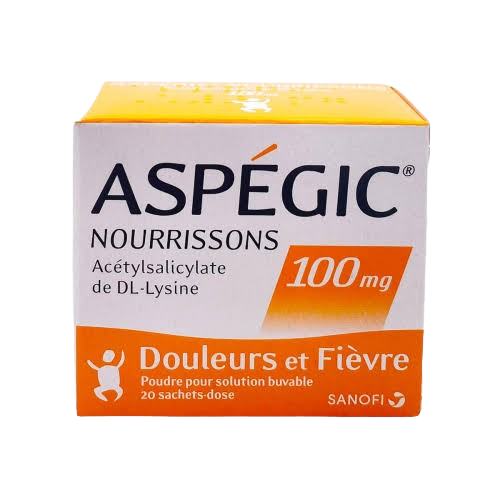 ASPÉGIC®
NOURRISSONS
Acétylsalicylate
de DL-Lysine
100 mg
Douleurs et Fièvre
Poudre pour solution buvable
20 sachets-dose
SANOFI